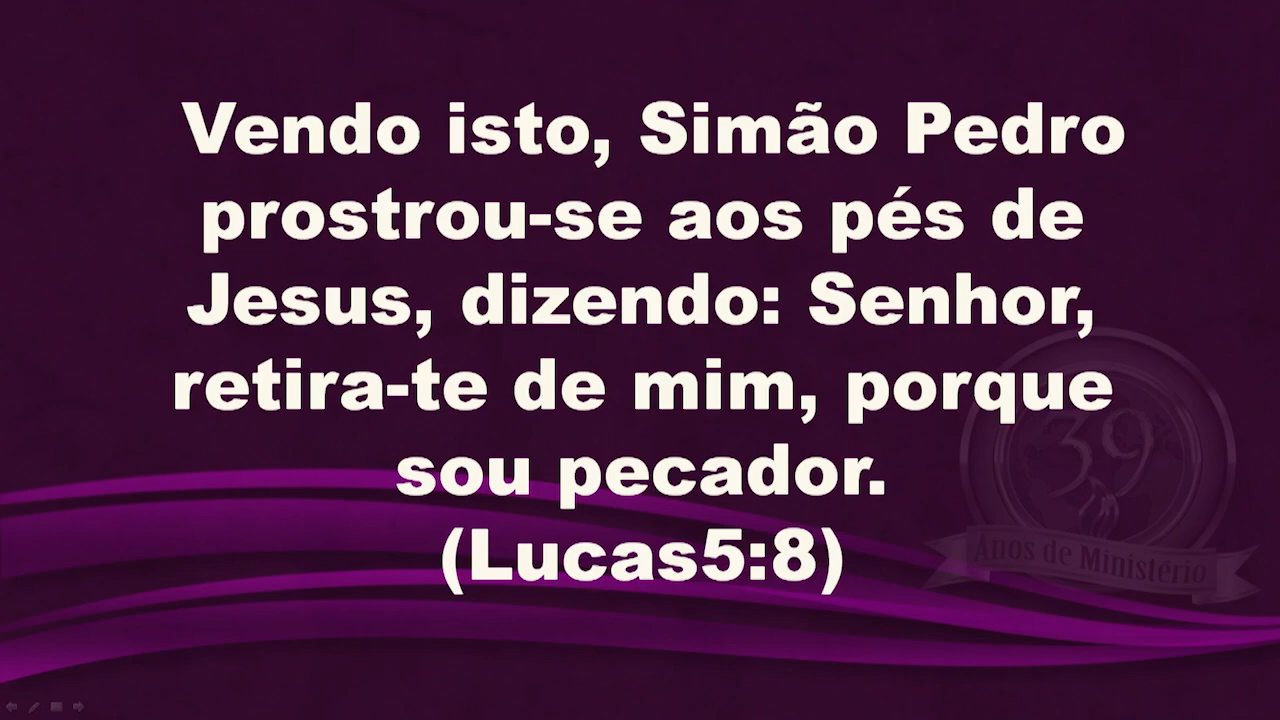 Vendo isto, Simão Pedro
prostrou-se aos pés de
Jesus, dizendo: Senhor,
retira-te de mim, porque
sou pecador.
(Lucas5:8)
39
Anos de Ministério